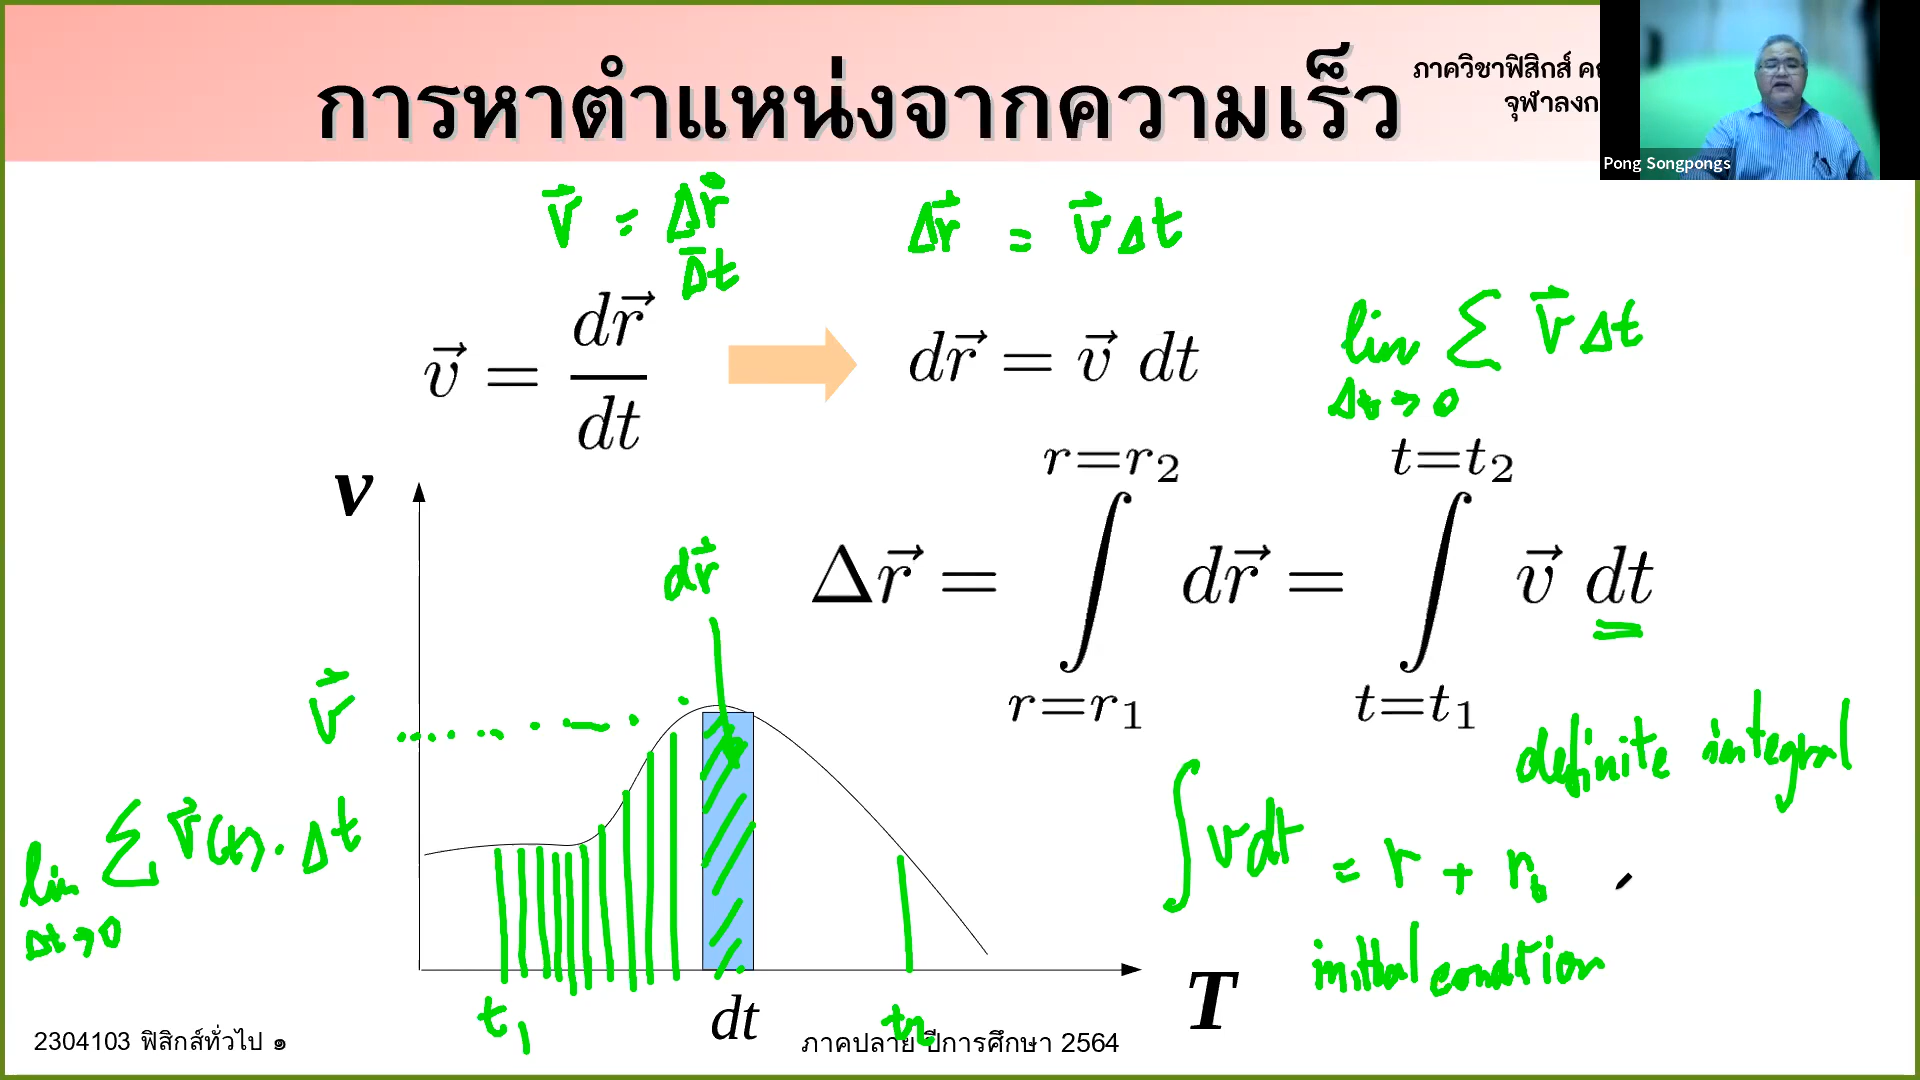 การหาตำแหน่งจากความเร็ว
ภาควิชาฟิสิกส์
จุฬาลงก
Pong Songpongs
v⃗ = Δr⃗/Δt
Δr⃗ = v⃗Δt
v⃗ = dr⃗/dt
dr⃗ = v⃗ dt
lim Σ v⃗Δt
Δt→0
r=r₂
t=t₂
Δr⃗ = ∫ dr⃗ = ∫ v⃗ dt
r=r₁
t=t₁
v
dr⃗
v⃗
definite integral
lim Σ v⃗(t)·Δt
Δt→0
∫vdt = r + r₀
initial condition
t₁
dt
t₂
T
2304103 ฟิสิกส์ทั่วไป ๑
ภาคปลาย ปีการศึกษา 2564